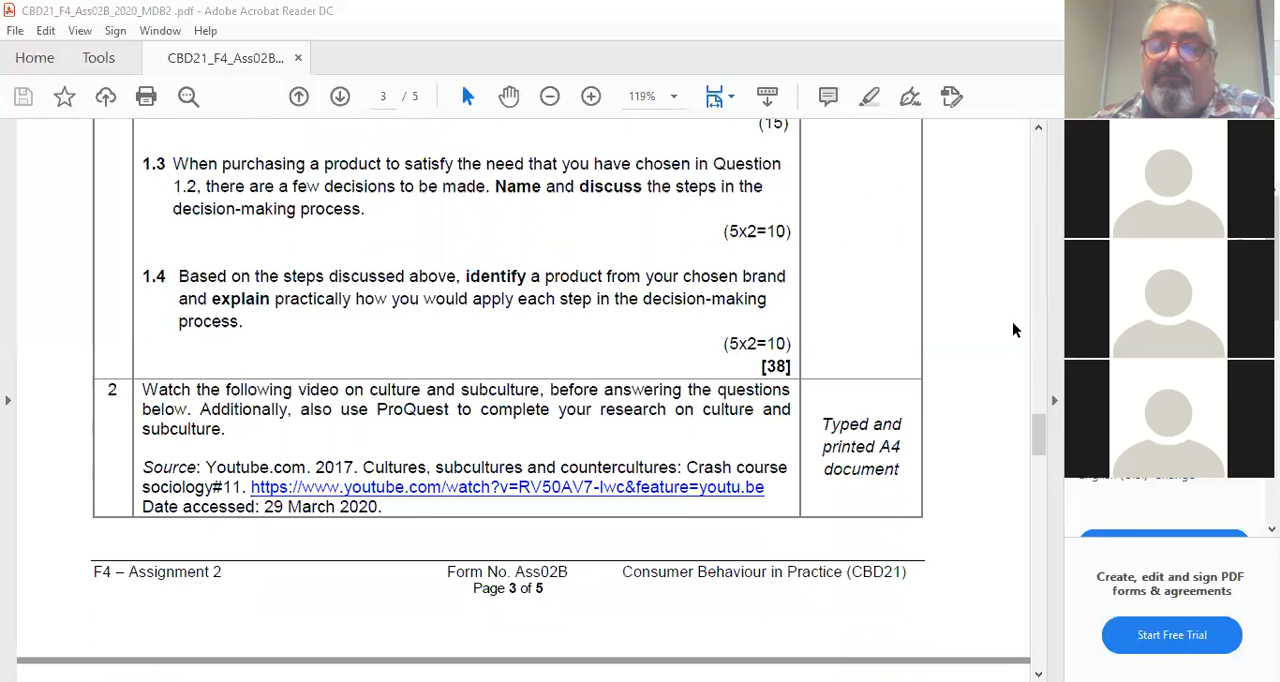 CBD21_F4_Ass02B_2020_MDB2 .pdf - Adobe Acrobat Reader DC
File Edit View Sign Window Help
Home Tools CBD21_F4_Ass02B... ×
3 / 5 119%
(15)
1.3 When purchasing a product to satisfy the need that you have chosen in Question
1.2, there are a few decisions to be made. Name and discuss the steps in the
decision-making process.
(5x2=10)
1.4 Based on the steps discussed above, identify a product from your chosen brand
and explain practically how you would apply each step in the decision-making
process.
(5x2=10)
[38]
2 Watch the following video on culture and subculture, before answering the questions
below. Additionally, also use ProQuest to complete your research on culture and
subculture.
Typed and
printed A4
document
Source: Youtube.com. 2017. Cultures, subcultures and countercultures: Crash course
sociology#11. https://www.youtube.com/watch?v=RV50AV7-Iwc&feature=youtu.be
Date accessed: 29 March 2020.
F4 – Assignment 2 Form No. Ass02B Consumer Behaviour in Practice (CBD21)
Page 3 of 5
Create, edit and sign PDF
forms & agreements
Start Free Trial